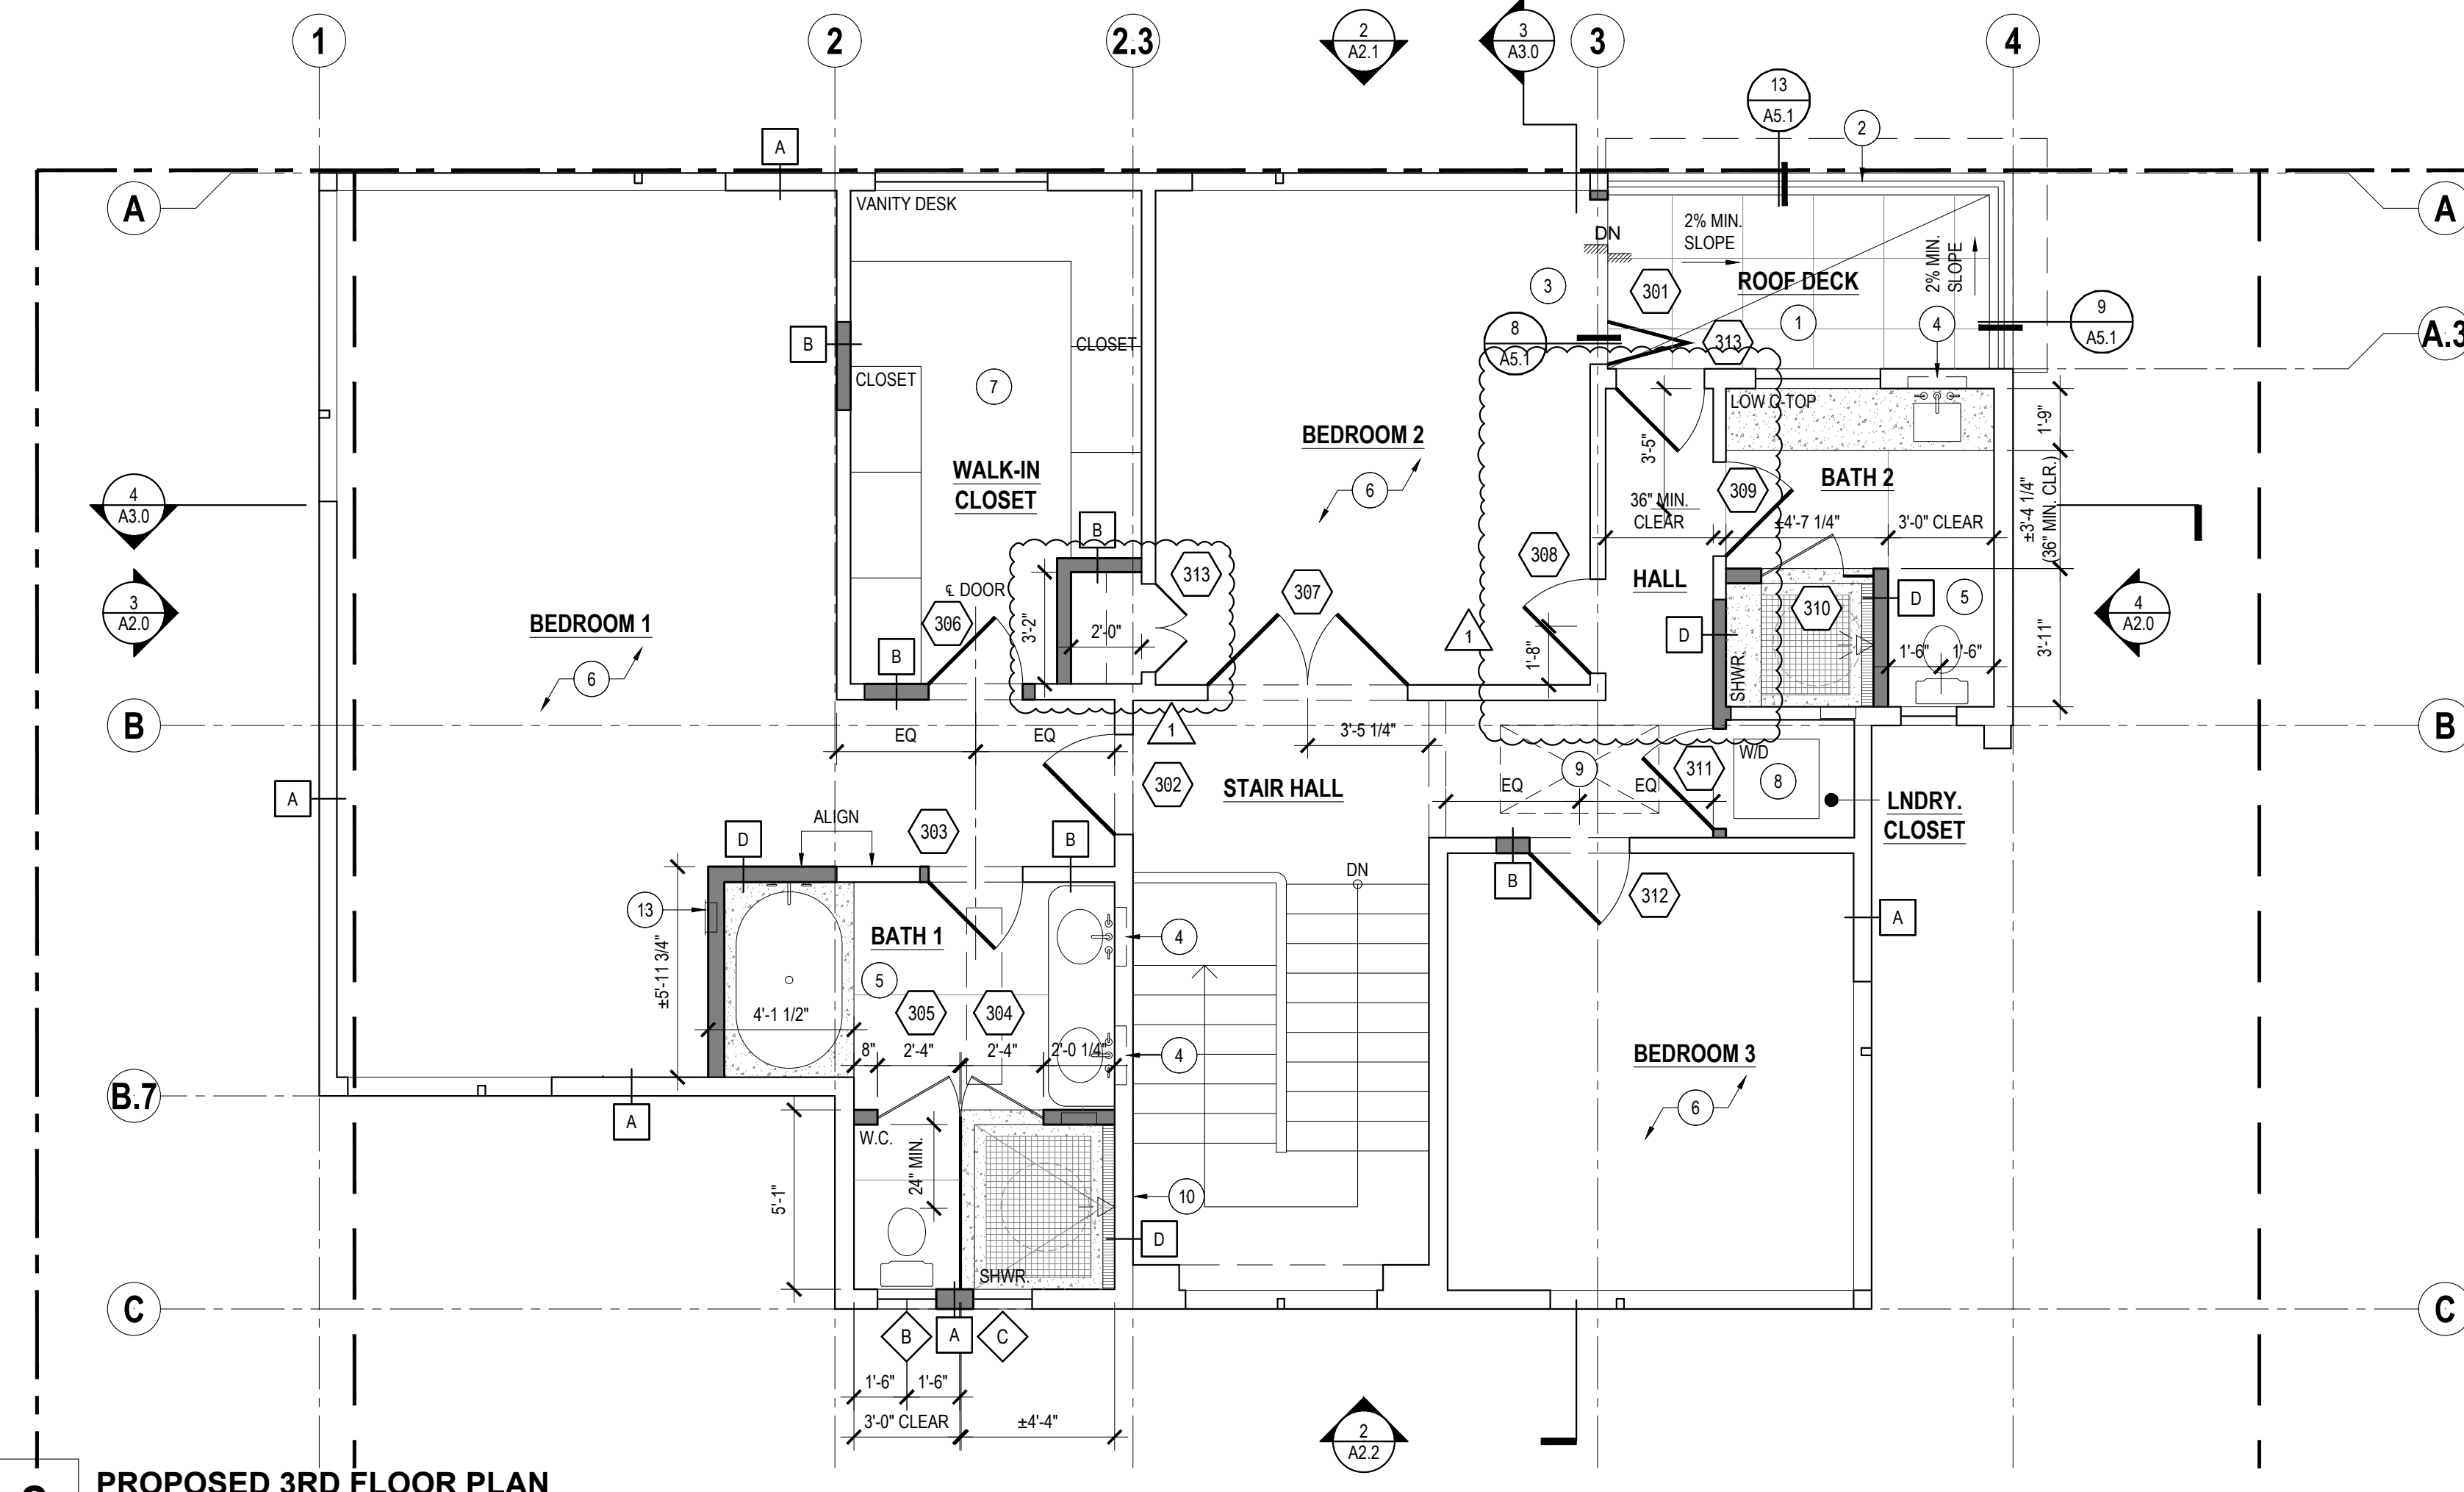 1
2
2.3
2
A2.1
3
A3.0
3
4
13
A5.1
2
A
A
A
VANITY DESK
DN
2% MIN.
SLOPE
2% MIN.
SLOPE
ROOF DECK
3
301
1
4
9
A5.1
8
A5.1
313
A.3
B
CLOSET
CLOSET
7
LOW C-TOP
1'-9"
BEDROOM 2
6
3'-5"
WALK-IN
CLOSET
BATH 2
309
36" MIN.
CLEAR
±4'-7 1/4"
3'-0" CLEAR
±3'-4 1/4"
(36" MIN. CLR.)
4
A3.0
B
308
HALL
313
℄ DOOR
307
306
3'-2"
2'-0"
310
D
5
D
3
A2.0
4
A2.0
BEDROOM 1
6
B
1
1'-8"
1'-6"
1'-6"
3'-11"
SHWR.
B
EQ
EQ
1
3'-5 1/4"
B
A
302
STAIR HALL
EQ
9
EQ
311
W/D
8
LNDRY.
CLOSET
ALIGN
D
303
B
DN
B
312
A
13
BATH 1
4
±5'-11 3/4"
5
4'-1 1/2"
305
304
8"
2'-4"
2'-4"
2'-0 1/4"
4
BEDROOM 3
6
B.7
A
W.C.
24" MIN.
5'-1"
10
D
SHWR.
C
C
B
A
C
1'-6"
1'-6"
3'-0" CLEAR
±4'-4"
2
A2.2
PROPOSED 3RD FLOOR PLAN